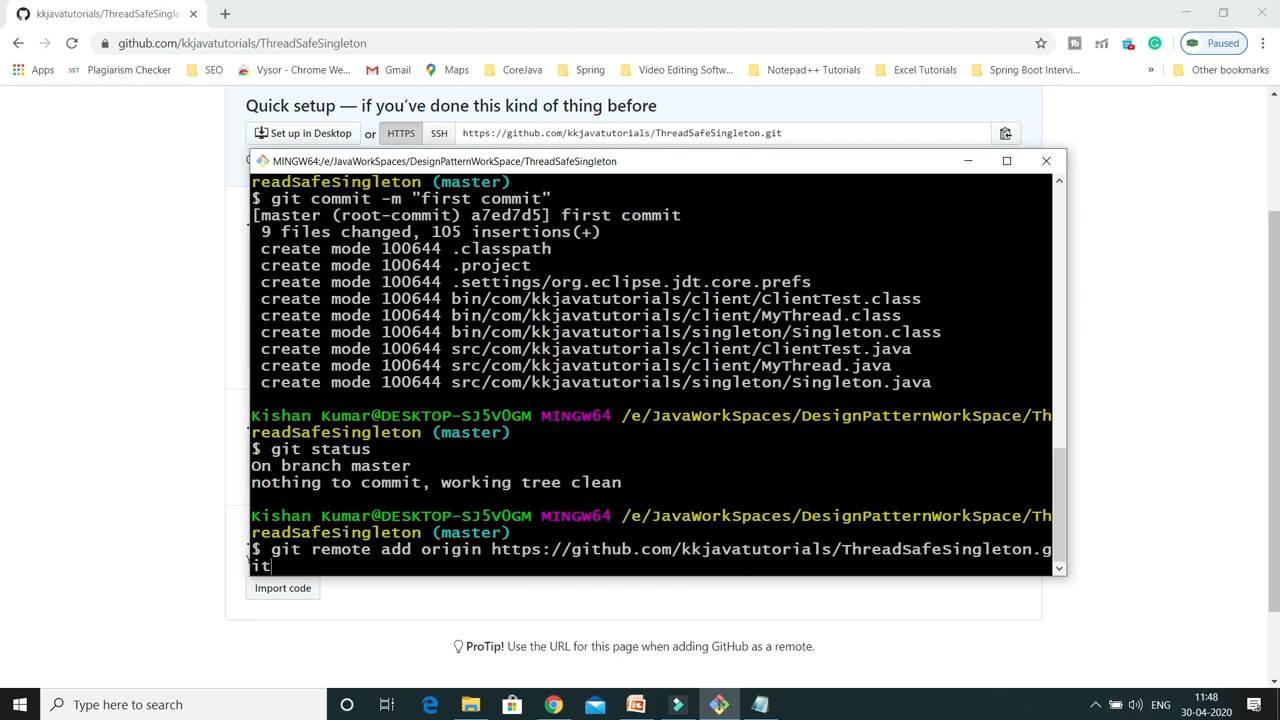 kkjavatutorials/ThreadSafeSinglet
github.com/kkjavatutorials/ThreadSafeSingleton
Paused
Apps
SST Plagiarism Checker
SEO
Vysor - Chrome We...
Gmail
Maps
CoreJava
Spring
Video Editing Softw...
Notepad++ Tutorials
Excel Tutorials
Spring Boot Intervi...
»
Other bookmarks
Quick setup — if you've done this kind of thing before
Set up in Desktop or HTTPS SSH https://github.com/kkjavatutorials/ThreadSafeSingleton.git
MINGW64:/e/JavaWorkSpaces/DesignPatternWorkSpace/ThreadSafeSingleton
readSafeSingleton (master)
$ git commit -m "first commit"
[master (root-commit) a7ed7d5] first commit
9 files changed, 105 insertions(+)
create mode 100644 .classpath
create mode 100644 .project
create mode 100644 .settings/org.eclipse.jdt.core.prefs
create mode 100644 bin/com/kkjavatutorials/client/ClientTest.class
create mode 100644 bin/com/kkjavatutorials/client/MyThread.class
create mode 100644 bin/com/kkjavatutorials/singleton/Singleton.class
create mode 100644 src/com/kkjavatutorials/client/ClientTest.java
create mode 100644 src/com/kkjavatutorials/client/MyThread.java
create mode 100644 src/com/kkjavatutorials/singleton/Singleton.java
Kishan Kumar@DESKTOP-SJ5V0GM MINGW64 /e/JavaWorkSpaces/DesignPatternWorkSpace/Th
readSafeSingleton (master)
$ git status
On branch master
nothing to commit, working tree clean
Kishan Kumar@DESKTOP-SJ5V0GM MINGW64 /e/JavaWorkSpaces/DesignPatternWorkSpace/Th
readSafeSingleton (master)
$ git remote add origin https://github.com/kkjavatutorials/ThreadSafeSingleton.g
it
Import code
ProTip! Use the URL for this page when adding GitHub as a remote.
Type here to search
ENG
11:48
30-04-2020